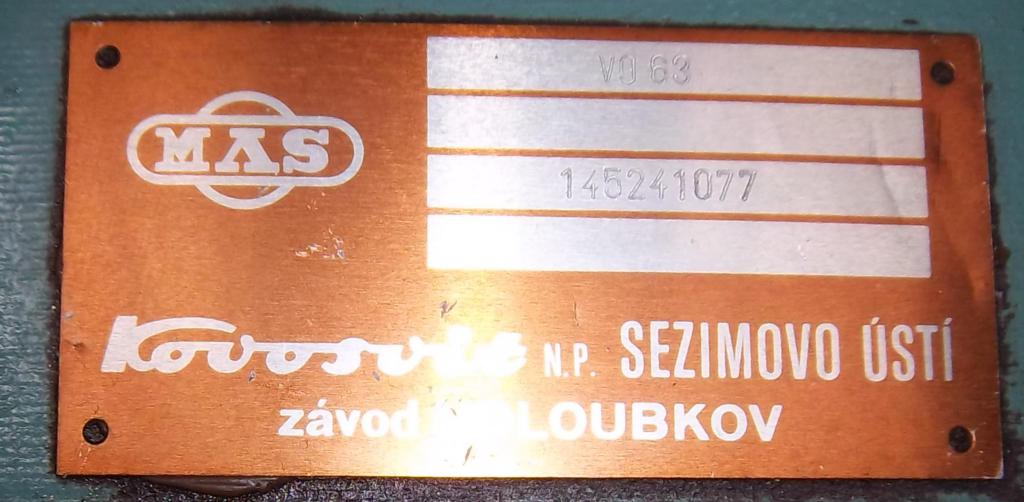 MAS
VO 63
145241077
Kovosvit N.P. SEZIMOVO ÚSTÍ
závod